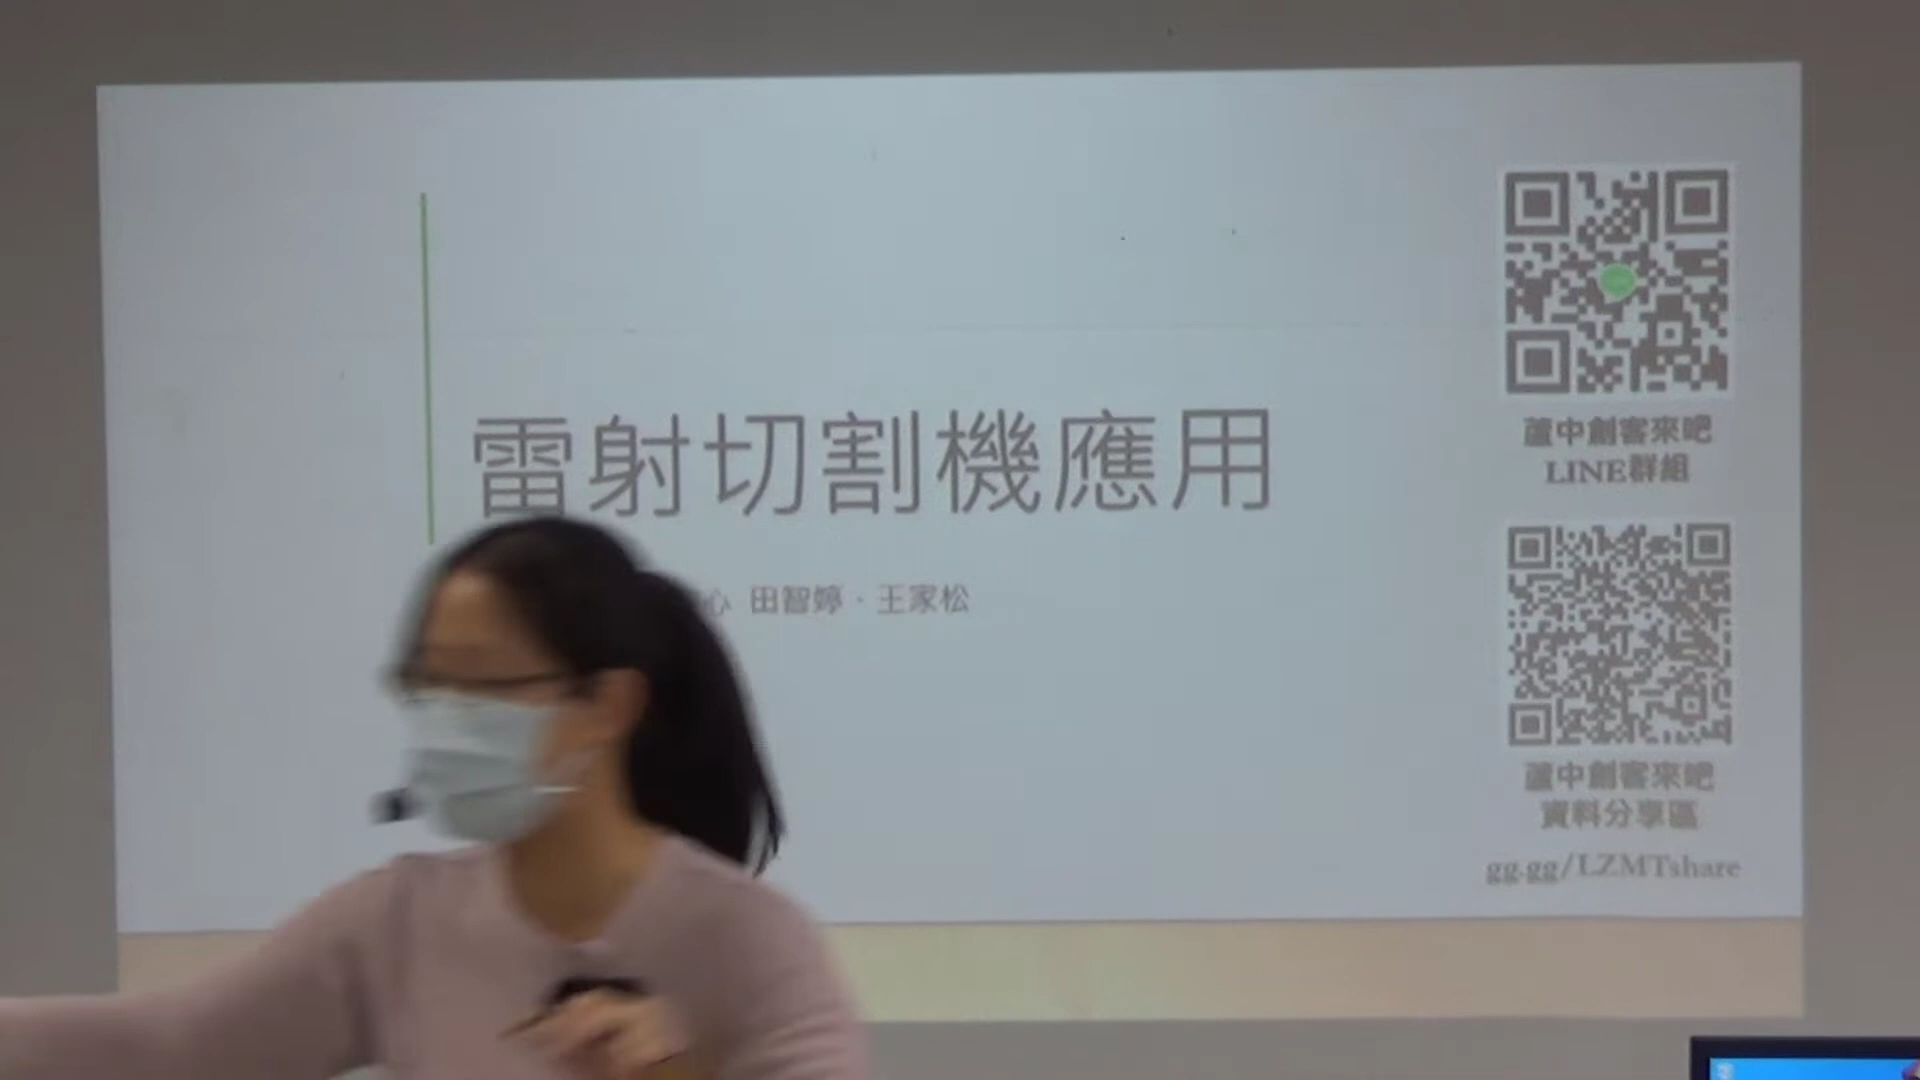 雷射切割機應用
心 田智婷、王家松
蘆中創客來吧
LINE群組
蘆中創客來吧
資料分享區
gg.gg/LZMTshare